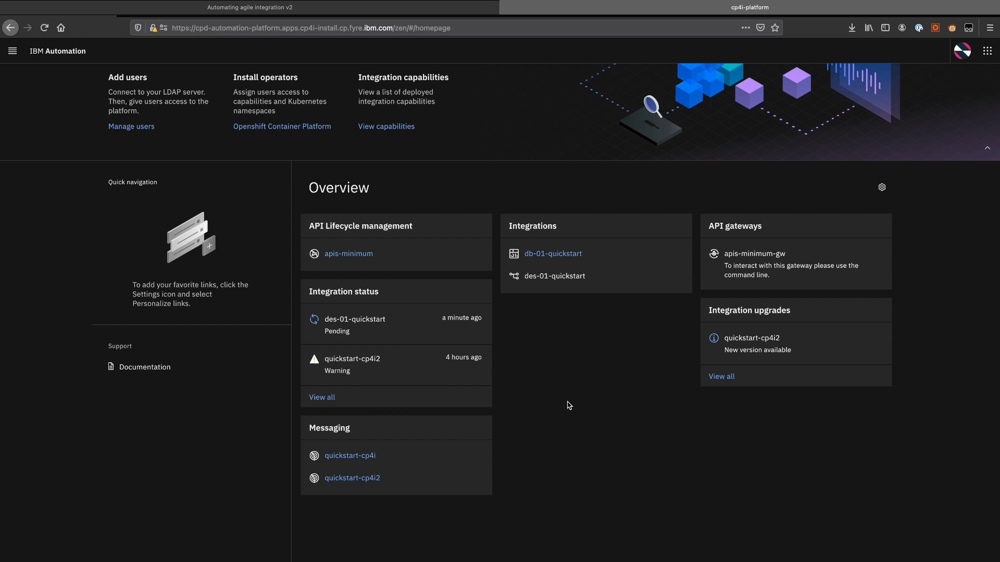 Automating agile integration v2
cp4i-platform
https://cpd-automation-platform.apps.cp4i-install.cp.fyre.ibm.com/zen/#/homepage
IBM Automation
Add users
Connect to your LDAP server.
Then, give users access to the
platform.
Manage users
Install operators
Assign users access to
capabilities and Kubernetes
namespaces
Openshift Container Platform
Integration capabilities
View a list of deployed
integration capabilities
View capabilities
Quick navigation
To add your favorite links, click the
Settings icon and select
Personalize links.
Support
Documentation
Overview
API Lifecycle management
apis-minimum
Integration status
des-01-quickstart
a minute ago
Pending
quickstart-cp4i2
4 hours ago
Warning
View all
Messaging
quickstart-cp4i
quickstart-cp4i2
Integrations
db-01-quickstart
des-01-quickstart
API gateways
apis-minimum-gw
To interact with this gateway please use the
command line.
Integration upgrades
quickstart-cp4i2
New version available
View all